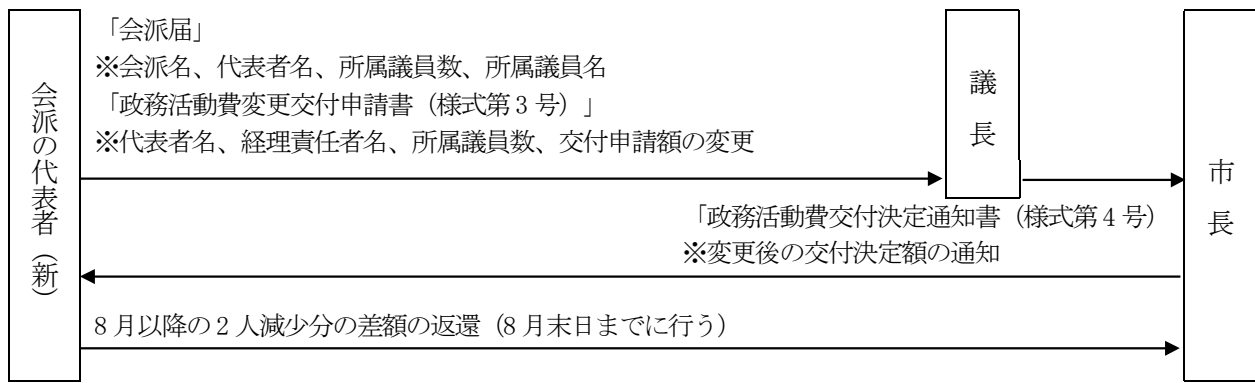 会派の代表者（新）
「会派届」
※会派名、代表者名、所属議員数、所属議員名
「政務活動費変更交付申請書（様式第３号）」
※代表者名、経理責任者名、所属議員数、交付申請額の変更
議長
市長
「政務活動費交付決定通知書（様式第４号）
※変更後の交付決定額の通知
８月以降の２人減少分の差額の返還（８月末日までに行う）